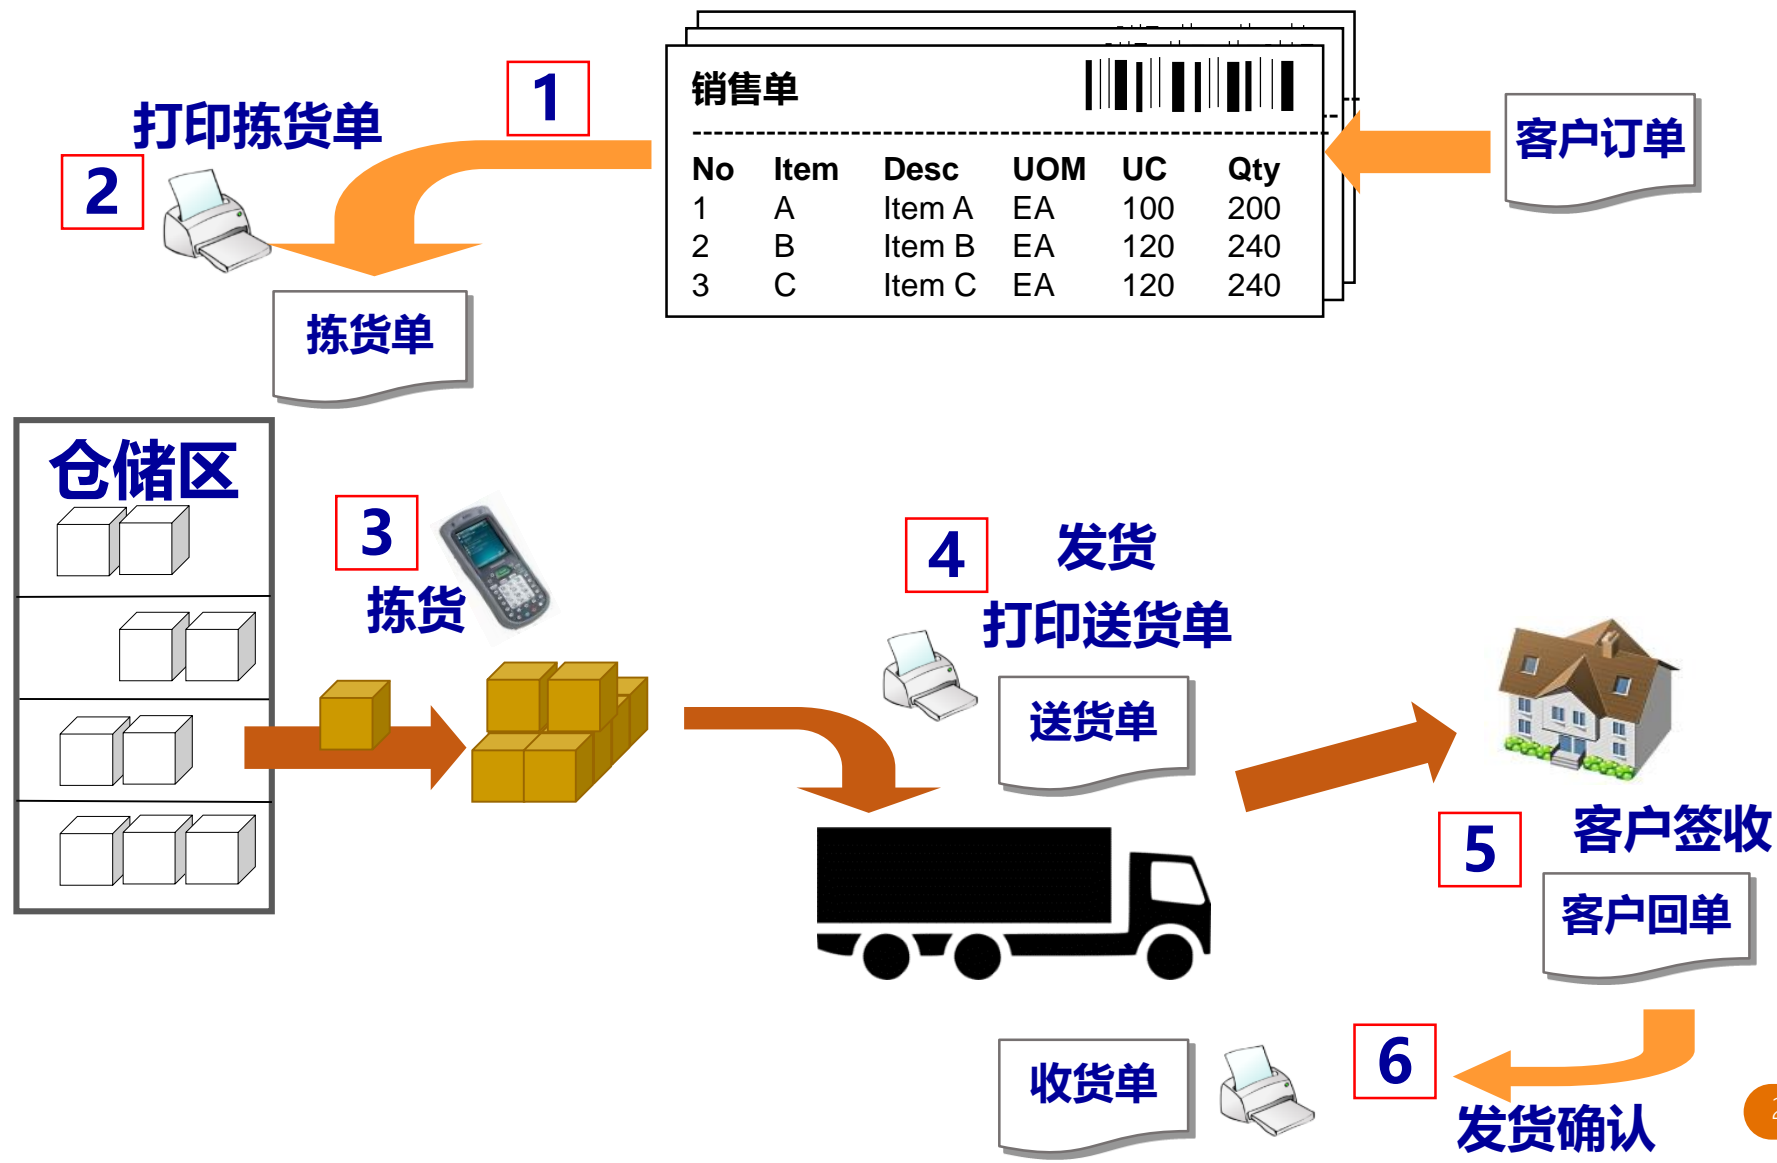 销售单
No Item Desc UOM UC Qty
1 A Item A EA 100 200
2 B Item B EA 120 240
3 C Item C EA 120 240
客户订单
1
打印拣货单
2
拣货单
仓储区
3
拣货
4
发货
打印送货单
送货单
5
客户签收
客户回单
6
发货确认
收货单